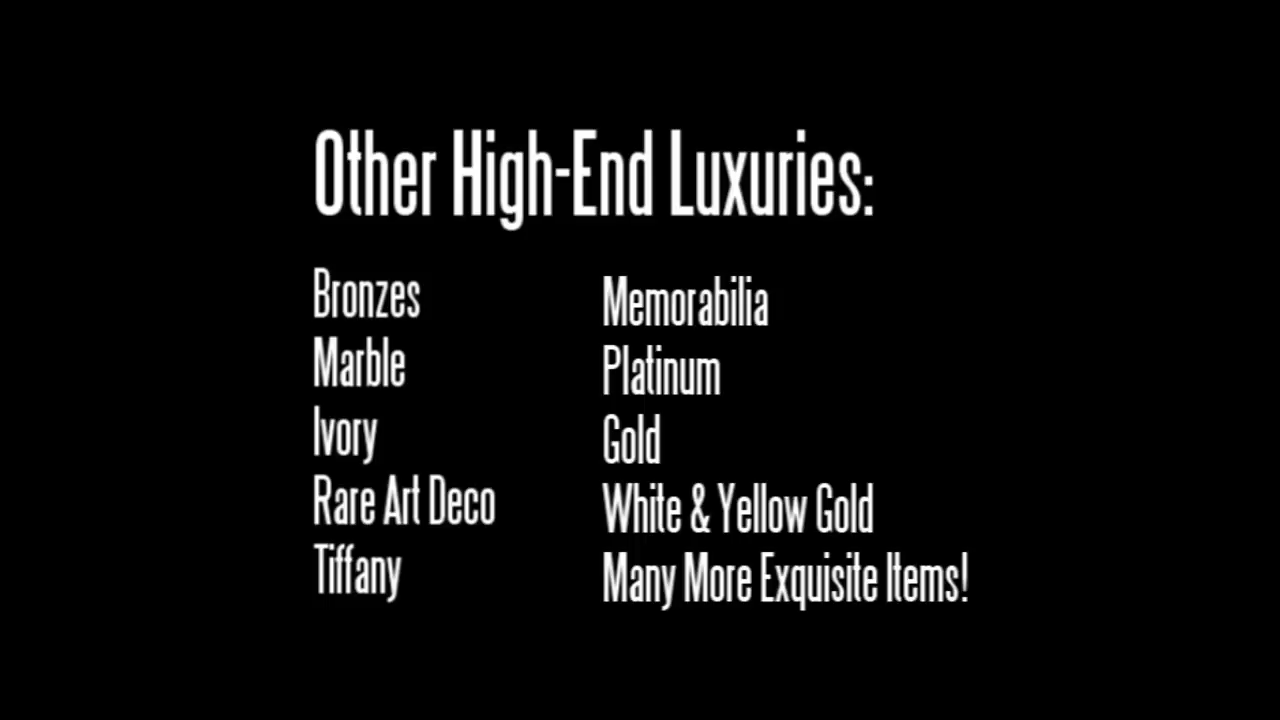 Other High-End Luxuries:
Bronzes
Marble
Ivory
Rare Art Deco
Tiffany
Memorabilia
Platinum
Gold
White & Yellow Gold
Many More Exquisite Items!